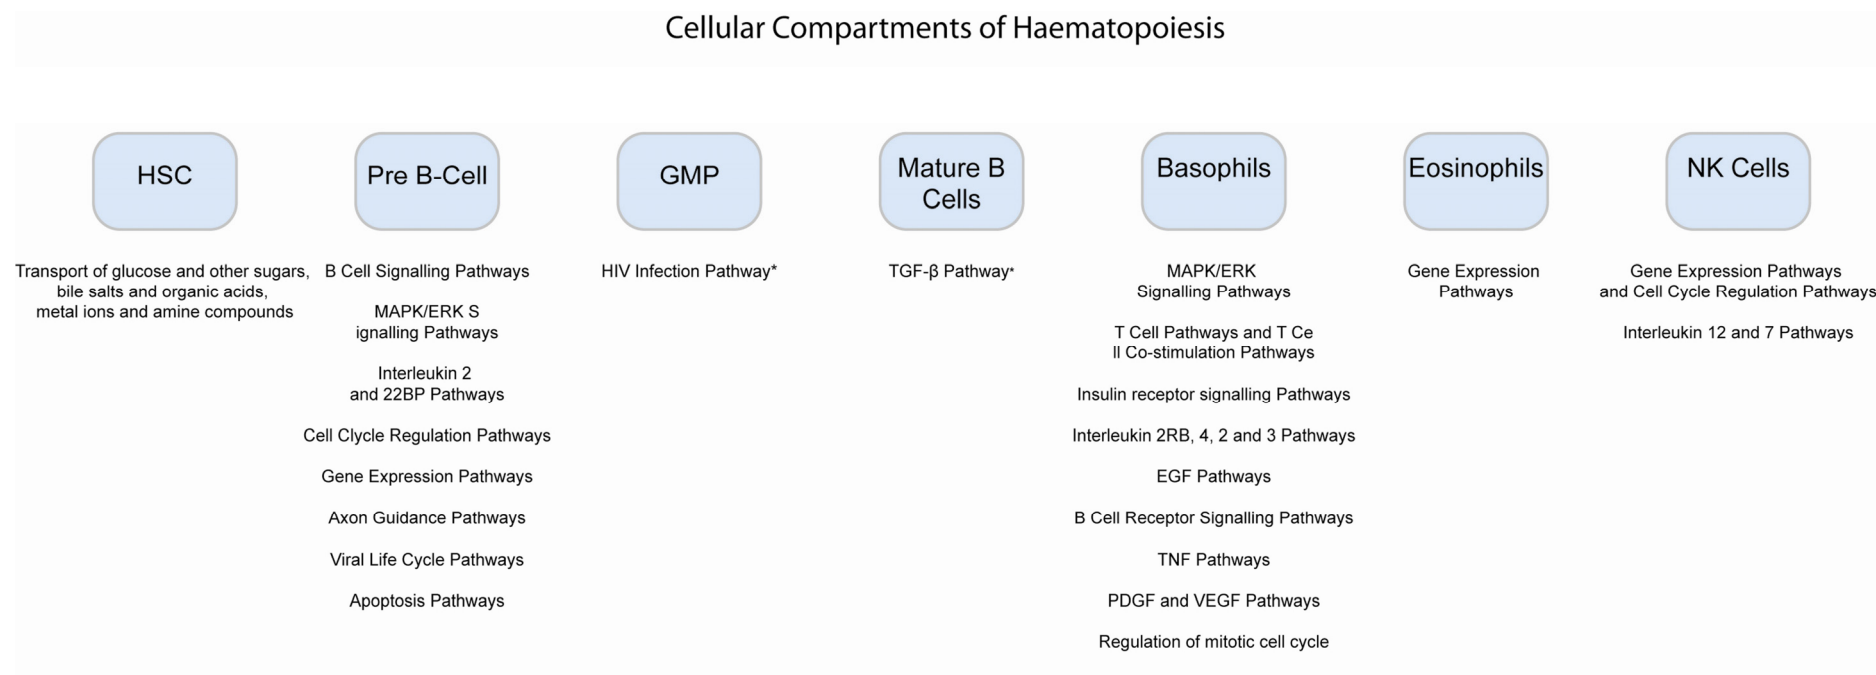 Cellular Compartments of Haematopoiesis
HSC
Transport of glucose and other sugars,
bile salts and organic acids,
metal ions and amine compounds
Pre B-Cell
B Cell Signalling Pathways
MAPK/ERK S
ignalling Pathways
Interleukin 2
and 22BP Pathways
Cell Clycle Regulation Pathways
Gene Expression Pathways
Axon Guidance Pathways
Viral Life Cycle Pathways
Apoptosis Pathways
GMP
HIV Infection Pathway*
Mature B
Cells
TGF-β Pathway*
Basophils
MAPK/ERK
Signalling Pathways
T Cell Pathways and T Ce
ll Co-stimulation Pathways
Insulin receptor signalling Pathways
Interleukin 2RB, 4, 2 and 3 Pathways
EGF Pathways
B Cell Receptor Signalling Pathways
TNF Pathways
PDGF and VEGF Pathways
Regulation of mitotic cell cycle
Eosinophils
Gene Expression
Pathways
NK Cells
Gene Expression Pathways
and Cell Cycle Regulation Pathways
Interleukin 12 and 7 Pathways